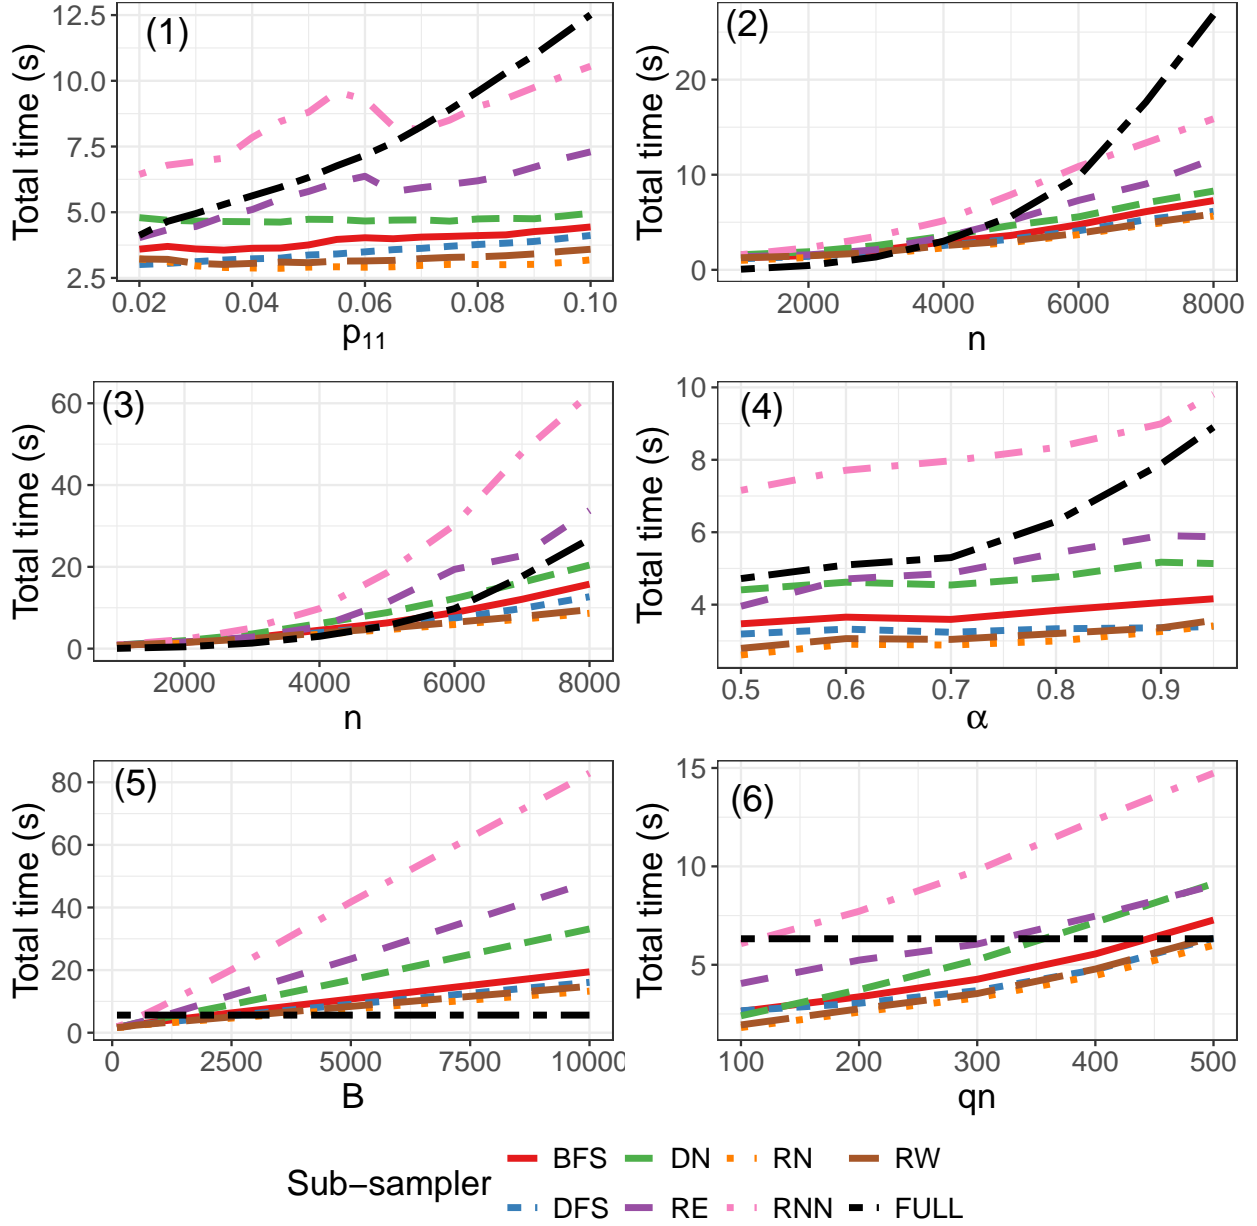 (1)
Total time (s)
12.5
10.0
7.5
5.0
2.5
0.02 0.04 0.06 0.08 0.10
p11
(2)
Total time (s)
20
10
0
2000 4000 6000 8000
n
(3)
Total time (s)
60
40
20
0
2000 4000 6000 8000
n
(4)
Total time (s)
10
8
6
4
0.5 0.6 0.7 0.8 0.9
α
(5)
Total time (s)
80
60
40
20
0
0 2500 5000 7500 10000
B
(6)
Total time (s)
15
10
5
100 200 300 400 500
qn
Sub−sampler
BFS DN RN RW
DFS RE RNN FULL